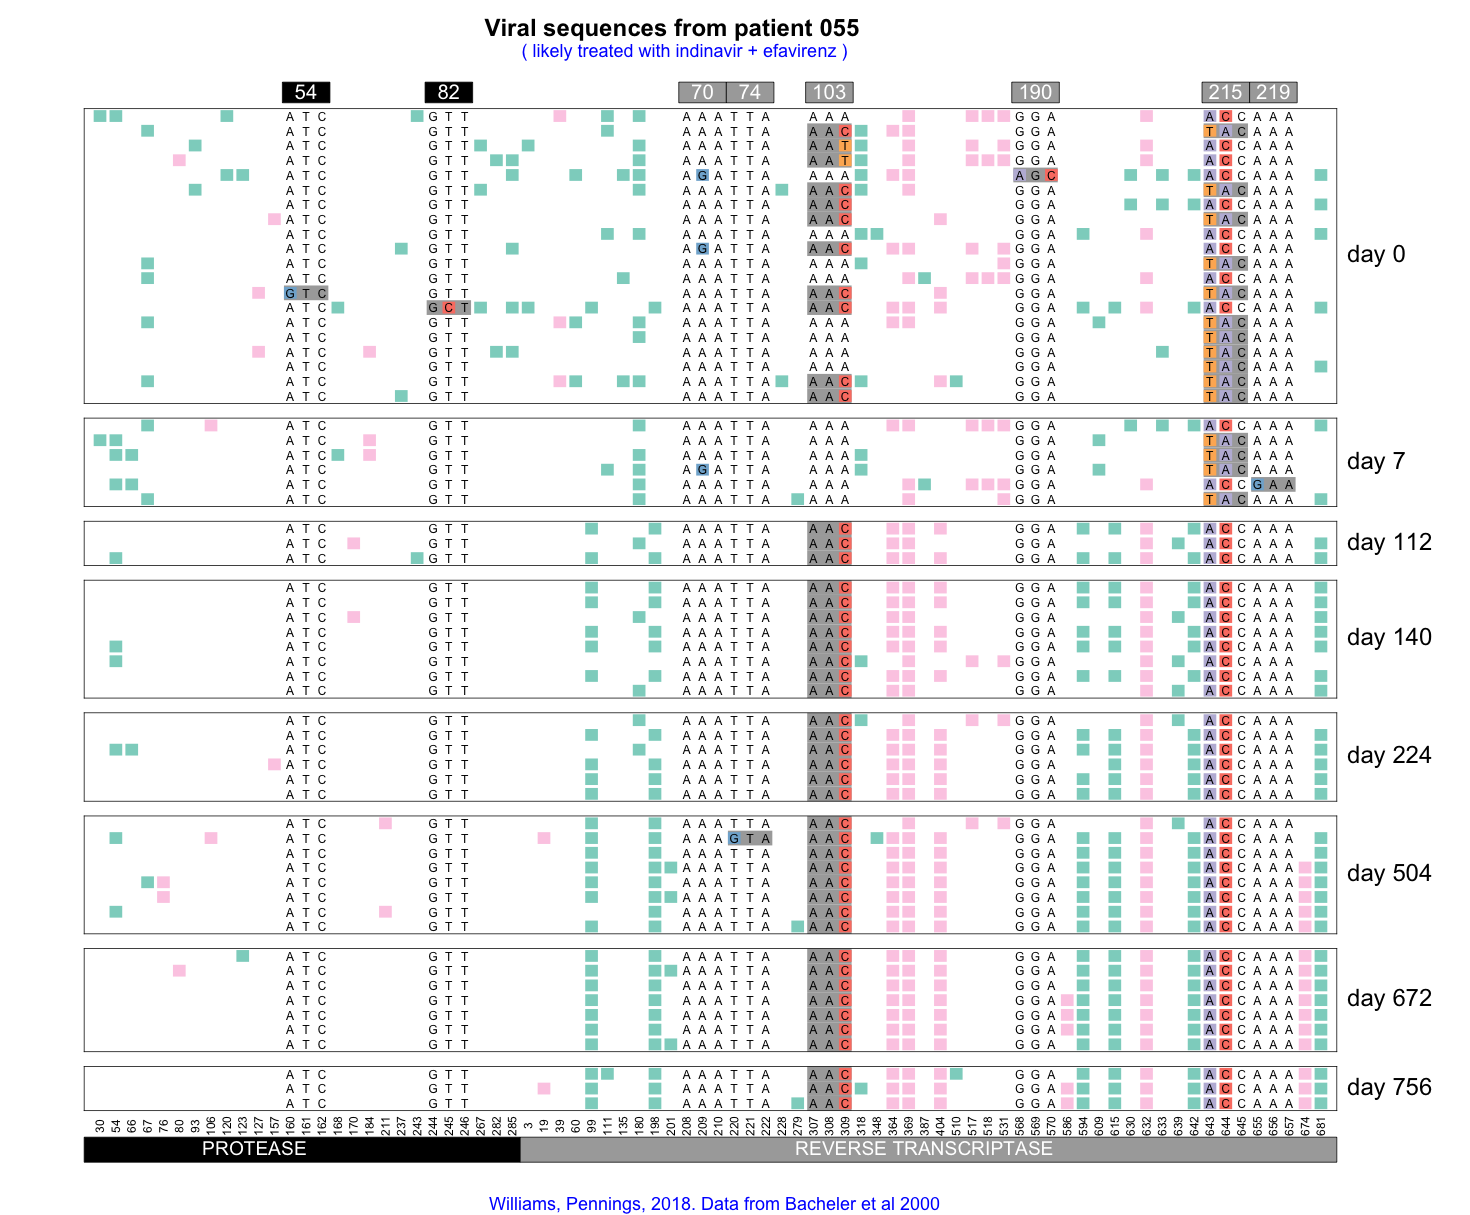 Viral sequences from patient 055
( likely treated with indinavir + efavirenz )
54 82 70 74 103 190 215 219
A T C G T T A A A T T A A A A G G A A C C A A A
A T C G T T A A A T T A A A C G G A T A C A A A
A T C G T T A A A T T A A A T G G A A C C A A A
A T C G T T A A A T T A A A T G G A A C C A A A
A T C G T T A G A T T A A A A A G C A C C A A A
A T C G T T A A A T T A A A C G G A T A C A A A
A T C G T T A A A T T A A A C G G A A C C A A A
A T C G T T A A A T T A A A C G G A T A C A A A
A T C G T T A A A T T A A A A G G A A C C A A A
A T C G T T A G A T T A A A C G G A A C C A A A
day 0
A T C G T T A A A T T A A A A G G A T A C A A A
A T C G T T A A A T T A A A A G G A A C C A A A
G T C G T T A A A T T A A A C G G A T A C A A A
A T C G C T A A A T T A A A C G G A A C C A A A
A T C G T T A A A T T A A A A G G A T A C A A A
A T C G T T A A A T T A A A A G G A T A C A A A
A T C G T T A A A T T A A A A G G A T A C A A A
A T C G T T A A A T T A A A A G G A T A C A A A
A T C G T T A A A T T A A A C G G A T A C A A A
A T C G T T A A A T T A A A C G G A T A C A A A
A T C G T T A A A T T A A A A G G A A C C A A A
A T C G T T A A A T T A A A A G G A T A C A A A
A T C G T T A A A T T A A A A G G A T A C A A A
day 7
A T C G T T A G A T T A A A A G G A T A C A A A
A T C G T T A A A T T A A A A G G A A C C G A A
A T C G T T A A A T T A A A A G G A T A C A A A
A T C G T T A A A T T A A A C G G A A C C A A A
A T C G T T A A A T T A A A C G G A A C C A A A day 112
A T C G T T A A A T T A A A C G G A A C C A A A
A T C G T T A A A T T A A A C G G A A C C A A A
A T C G T T A A A T T A A A C G G A A C C A A A
A T C G T T A A A T T A A A C G G A A C C A A A
A T C G T T A A A T T A A A C G G A A C C A A A
day 140
A T C G T T A A A T T A A A C G G A A C C A A A
A T C G T T A A A T T A A A C G G A A C C A A A
A T C G T T A A A T T A A A C G G A A C C A A A
A T C G T T A A A T T A A A C G G A A C C A A A
A T C G T T A A A T T A A A C G G A A C C A A A
A T C G T T A A A T T A A A C G G A A C C A A A
A T C G T T A A A T T A A A C G G A A C C A A A
day 224
A T C G T T A A A T T A A A C G G A A C C A A A
A T C G T T A A A T T A A A C G G A A C C A A A
A T C G T T A A A T T A A A C G G A A C C A A A
A T C G T T A A A T T A A A C G G A A C C A A A
A T C G T T A A A G T A A A C G G A A C C A A A
A T C G T T A A A T T A A A C G G A A C C A A A
A T C G T T A A A T T A A A C G G A A C C A A A
day 504
A T C G T T A A A T T A A A C G G A A C C A A A
A T C G T T A A A T T A A A C G G A A C C A A A
A T C G T T A A A T T A A A C G G A A C C A A A
A T C G T T A A A T T A A A C G G A A C C A A A
A T C G T T A A A T T A A A C G G A A C C A A A
A T C G T T A A A T T A A A C G G A A C C A A A
A T C G T T A A A T T A A A C G G A A C C A A A
A T C G T T A A A T T A A A C G G A A C C A A A day 672
A T C G T T A A A T T A A A C G G A A C C A A A
A T C G T T A A A T T A A A C G G A A C C A A A
A T C G T T A A A T T A A A C G G A A C C A A A
A T C G T T A A A T T A A A C G G A A C C A A A
A T C G T T A A A T T A A A C G G A A C C A A A day 756
A T C G T T A A A T T A A A C G G A A C C A A A
30 54 66 67 76 80 93 106 120 123 127 157 160 161 162 168 170 184 211 237 243 244 245 246 267 282 285 3 19 39 60 99 111 135 180 198 201 208 209 210 220 221 222 228 279 307 308 309 318 348 364 369 387 404 510 517 518 531 568 569 570 586 594 609 615 630 632 633 639 642 643 644 645 655 656 657 674 681
PROTEASE REVERSE TRANSCRIPTASE
Williams, Pennings, 2018. Data from Bacheler et al 2000